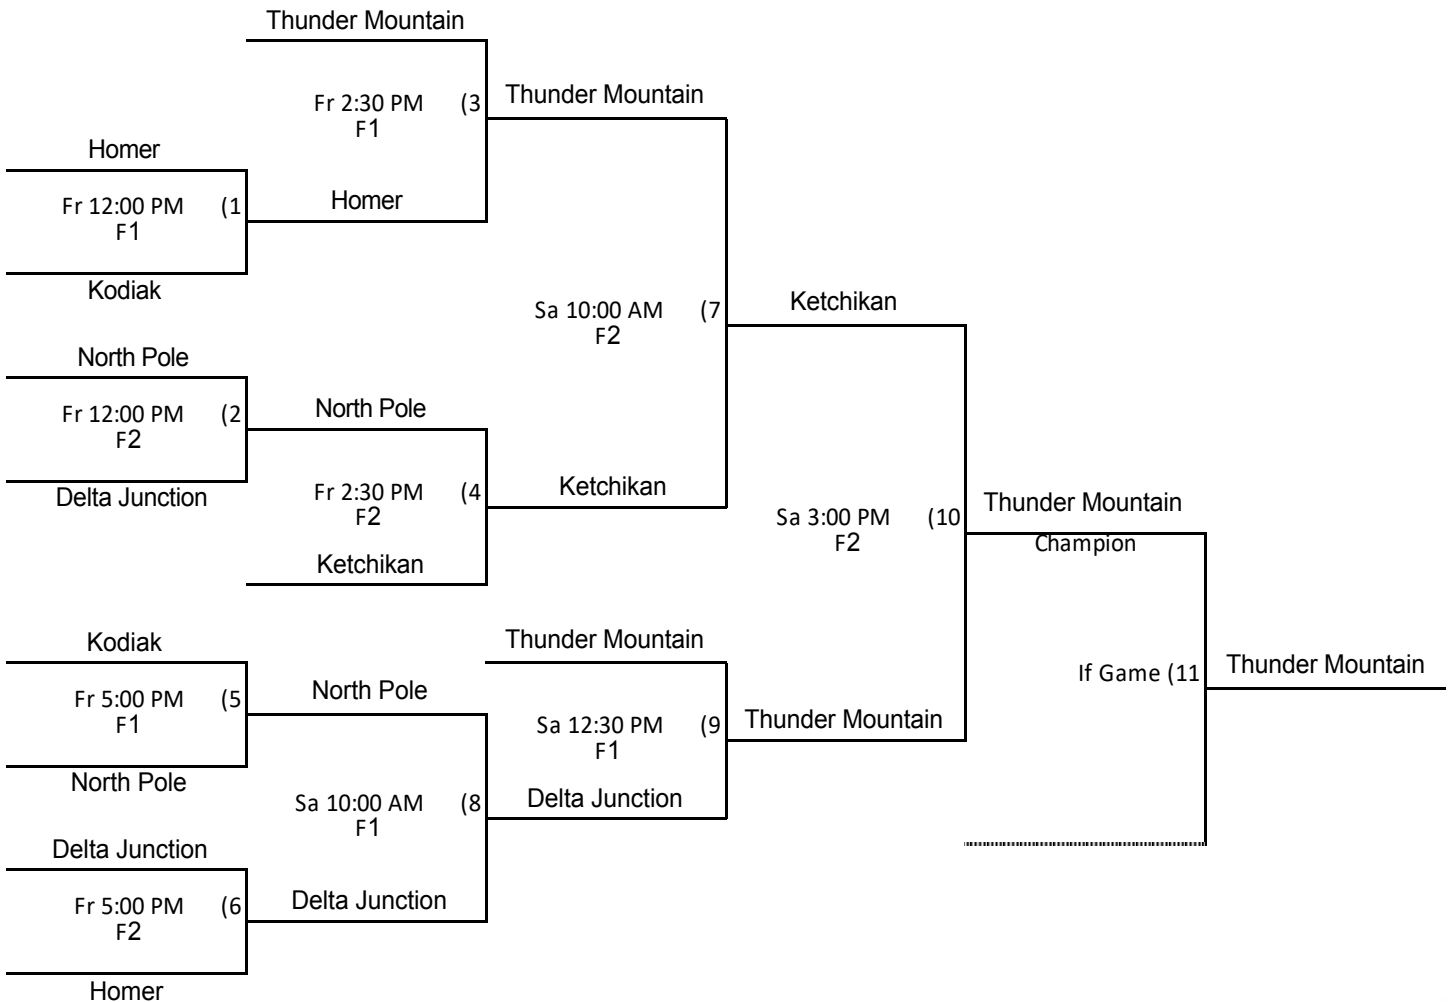 Thunder Mountain
Fr 2:30 PM (3
F1
Thunder Mountain
Homer
Fr 12:00 PM (1
F1
Homer
Kodiak
Sa 10:00 AM (7
F2
Ketchikan
North Pole
Fr 12:00 PM (2
F2
North Pole
Delta Junction
Fr 2:30 PM (4
F2
Ketchikan
Ketchikan
Sa 3:00 PM (10
F2
Thunder Mountain
Champion
Kodiak
Fr 5:00 PM (5
F1
North Pole
North Pole
Thunder Mountain
Sa 12:30 PM (9
F1
Thunder Mountain
If Game (11
Thunder Mountain
Sa 10:00 AM (8
F1
Delta Junction
Delta Junction
Fr 5:00 PM (6
F2
Delta Junction
Homer